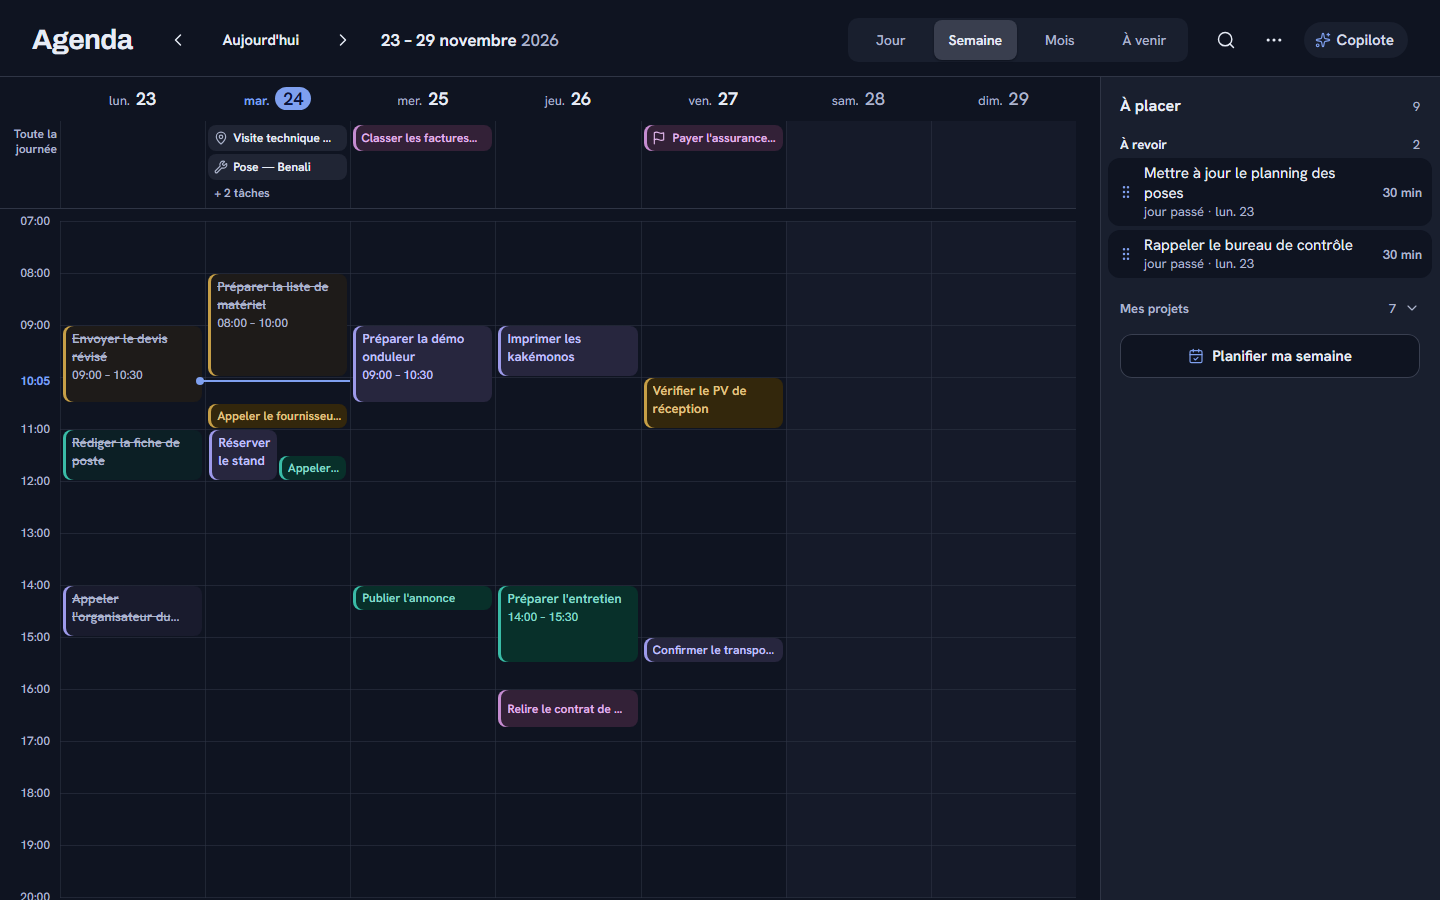 Agenda
Aujourd'hui
23 – 29 novembre 2026
Jour
Semaine
Mois
À venir
Copilote
lun. 23
mar. 24
mer. 25
jeu. 26
ven. 27
sam. 28
dim. 29
Toute la
journée
Visite technique ...
Pose — Benali
+ 2 tâches
Classer les factures...
Payer l'assurance...
07:00
08:00
09:00
10:05
11:00
12:00
13:00
14:00
15:00
16:00
17:00
18:00
19:00
20:00
Envoyer le devis
révisé
09:00 – 10:30
Rédiger la fiche de
poste
Appeler
l'organisateur du...
Préparer la liste de
matériel
08:00 – 10:00
Appeler le fournisseu...
Réserver
le stand
Appeler...
Préparer la démo
onduleur
09:00 – 10:30
Publier l'annonce
Imprimer les
kakémonos
Préparer l'entretien
14:00 – 15:30
Relire le contrat de ...
Vérifier le PV de
réception
Confirmer le transpo...
À placer
9
À revoir
2
Mettre à jour le planning des
poses
jour passé · lun. 23
30 min
Rappeler le bureau de contrôle
jour passé · lun. 23
30 min
Mes projets
7
Planifier ma semaine